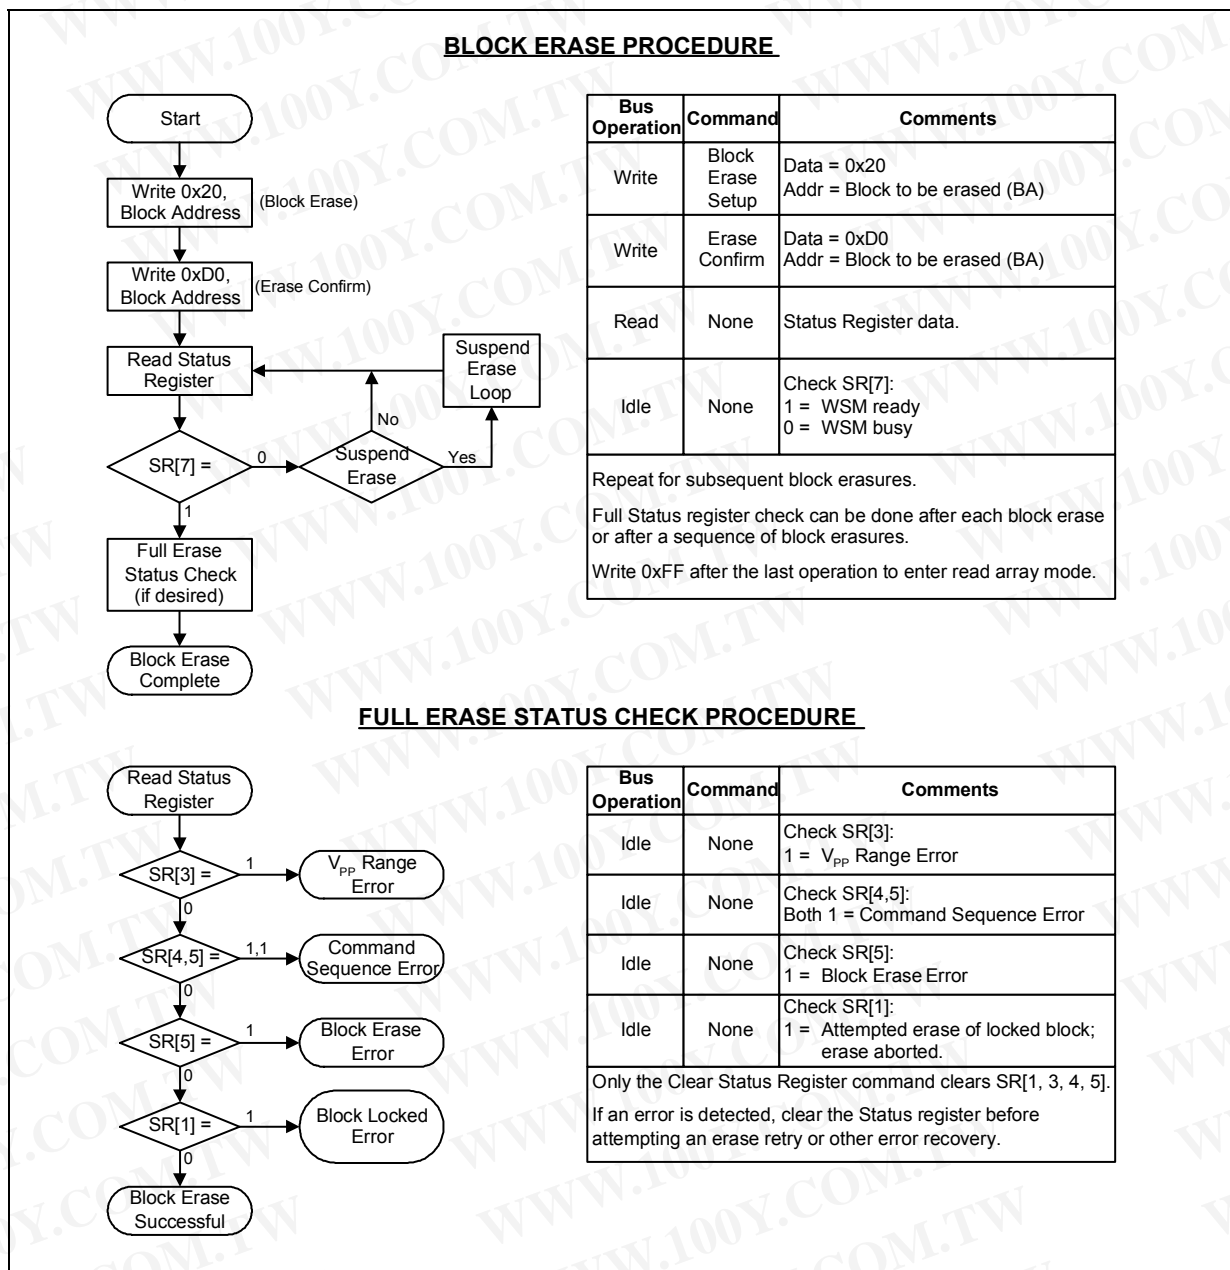 BLOCK ERASE PROCEDURE
Start
Write 0x20,
Block Address
(Block Erase)
Write 0xD0,
Block Address
(Erase Confirm)
Read Status
Register
Suspend
Erase
Loop
No
SR[7] =
0
Suspend
Erase
Yes
1
Full Erase
Status Check
(if desired)
Block Erase
Complete
Bus
Operation
Command
Comments
Write
Block
Erase
Setup
Data = 0x20
Addr = Block to be erased (BA)
Write
Erase
Confirm
Data = 0xD0
Addr = Block to be erased (BA)
Read
None
Status Register data.
Idle
None
Check SR[7]:
1 = WSM ready
0 = WSM busy
Repeat for subsequent block erasures.
Full Status register check can be done after each block erase
or after a sequence of block erasures.
Write 0xFF after the last operation to enter read array mode.
FULL ERASE STATUS CHECK PROCEDURE
Read Status
Register
SR[3] =
1
VPP Range
Error
0
SR[4,5] =
1,1
Command
Sequence Error
0
SR[5] =
1
Block Erase
Error
0
SR[1] =
1
Block Locked
Error
0
Block Erase
Successful
Bus
Operation
Command
Comments
Idle
None
Check SR[3]:
1 = VPP Range Error
Idle
None
Check SR[4,5]:
Both 1 = Command Sequence Error
Idle
None
Check SR[5]:
1 = Block Erase Error
Idle
None
Check SR[1]:
1 = Attempted erase of locked block;
erase aborted.
Only the Clear Status Register command clears SR[1, 3, 4, 5].
If an error is detected, clear the Status register before
attempting an erase retry or other error recovery.
WWW.100Y.COM.TW